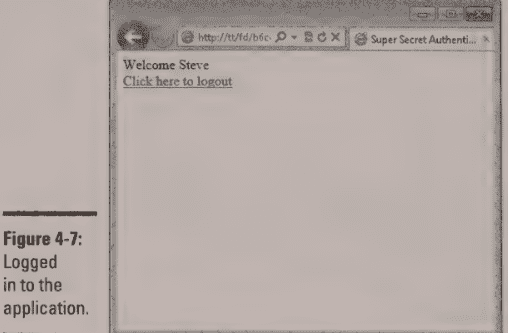 http://tt/fd/b6c-
Super Secret Authenti...
Welcome Steve
Click here to logout
Figure 4-7:
Logged
in to the
application.